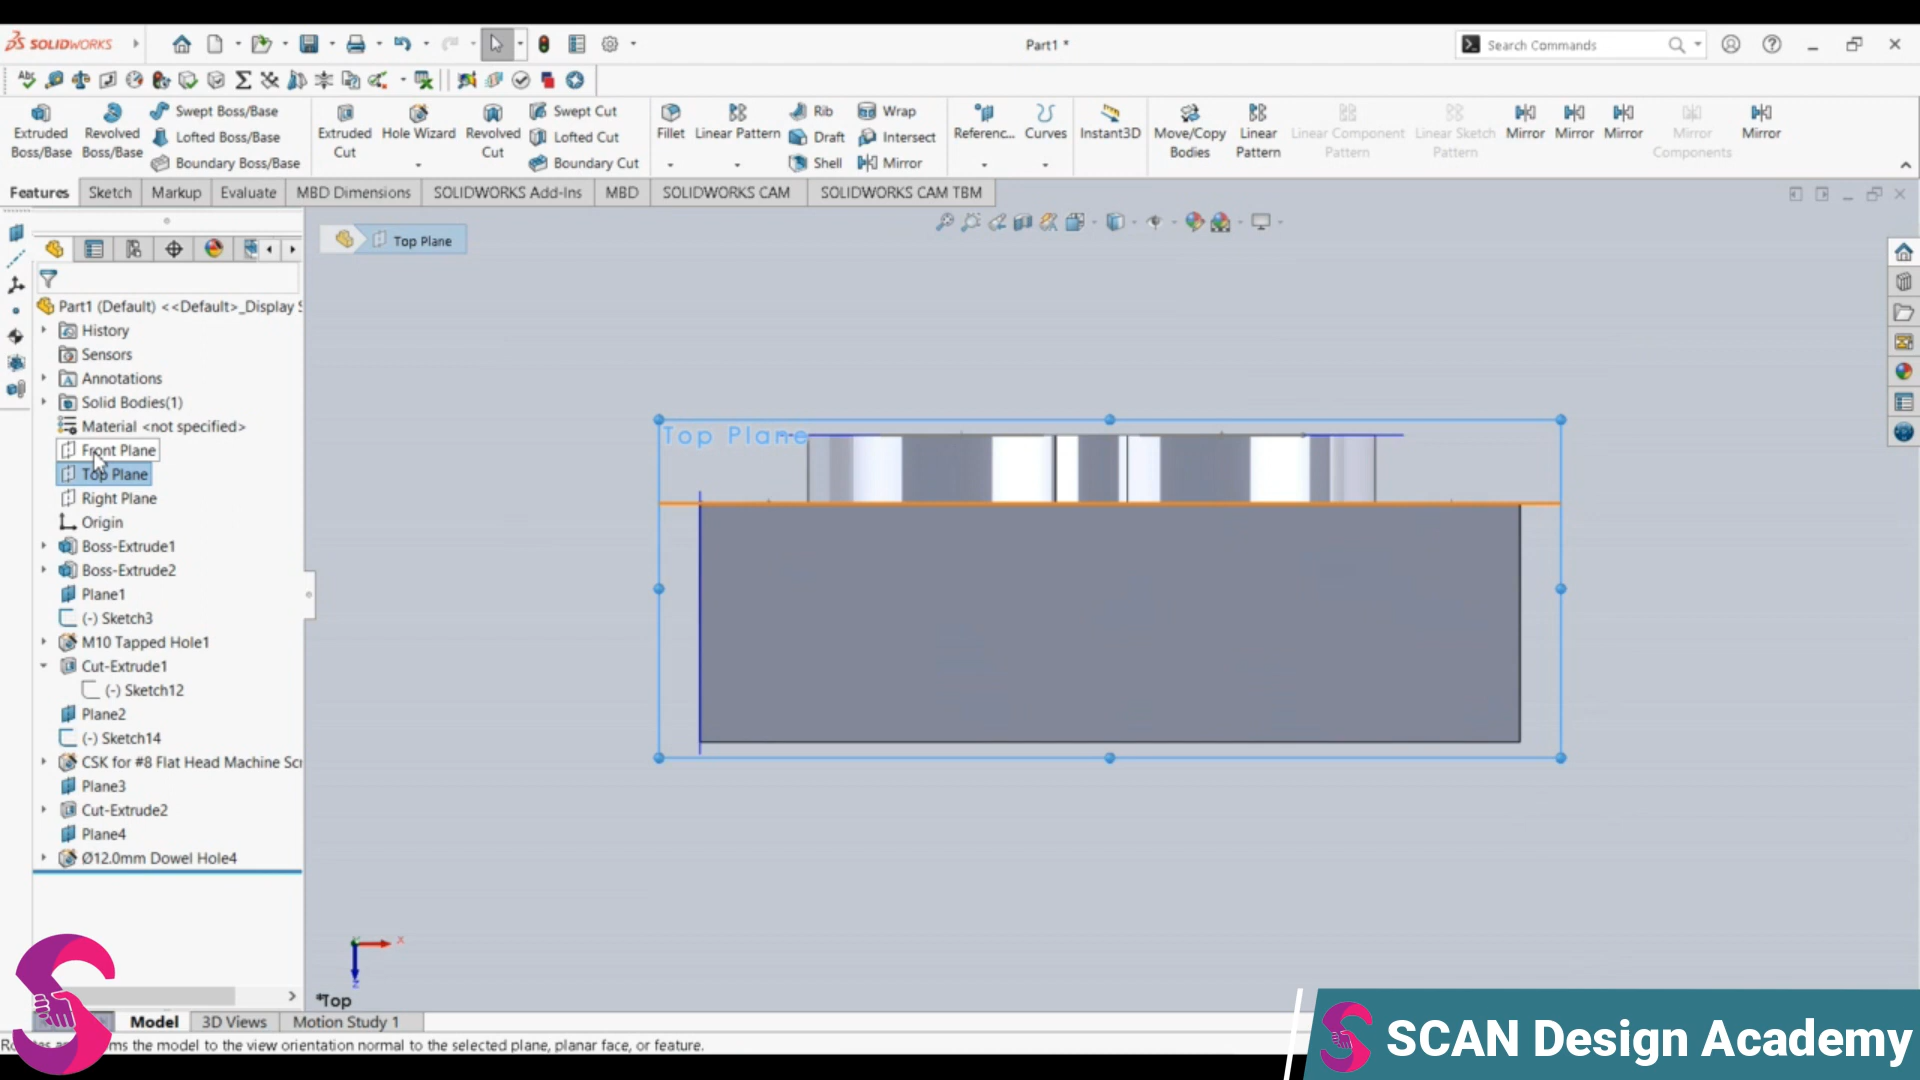 SOLIDWORKS
Part1 *
Search Commands
Extruded Boss/Base
Revolved Boss/Base
Swept Boss/Base
Lofted Boss/Base
Boundary Boss/Base
Extruded Cut
Hole Wizard
Revolved Cut
Swept Cut
Lofted Cut
Boundary Cut
Fillet
Linear Pattern
Rib
Draft
Shell
Wrap
Intersect
Mirror
Referenc...
Curves
Instant3D
Move/Copy Bodies
Linear Pattern
Linear Component Pattern
Linear Sketch Pattern
Mirror
Mirror
Mirror
Mirror Components
Mirror
Features
Sketch
Markup
Evaluate
MBD Dimensions
SOLIDWORKS Add-Ins
MBD
SOLIDWORKS CAM
SOLIDWORKS CAM TBM
Top Plane
Part1 (Default) <<Default>_Display S
History
Sensors
Annotations
Solid Bodies(1)
Material <not specified>
Front Plane
Top Plane
Right Plane
Origin
Boss-Extrude1
Boss-Extrude2
Plane1
(-) Sketch3
M10 Tapped Hole1
Cut-Extrude1
(-) Sketch12
Plane2
(-) Sketch14
CSK for #8 Flat Head Machine Scr
Plane3
Cut-Extrude2
Plane4
Ø12.0mm Dowel Hole4
Top Plane
X
Z
*Top
Model
3D Views
Motion Study 1
ms the model to the view orientation normal to the selected plane, planar face, or feature.
SCAN Design Academy